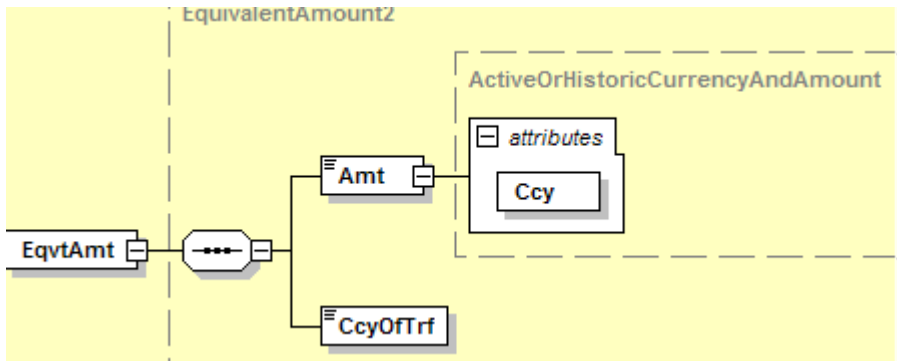 EquivalentAmount2
ActiveOrHistoricCurrencyAndAmount
attributes
Amt
Ccy
EqvtAmt
CcyOfTrf